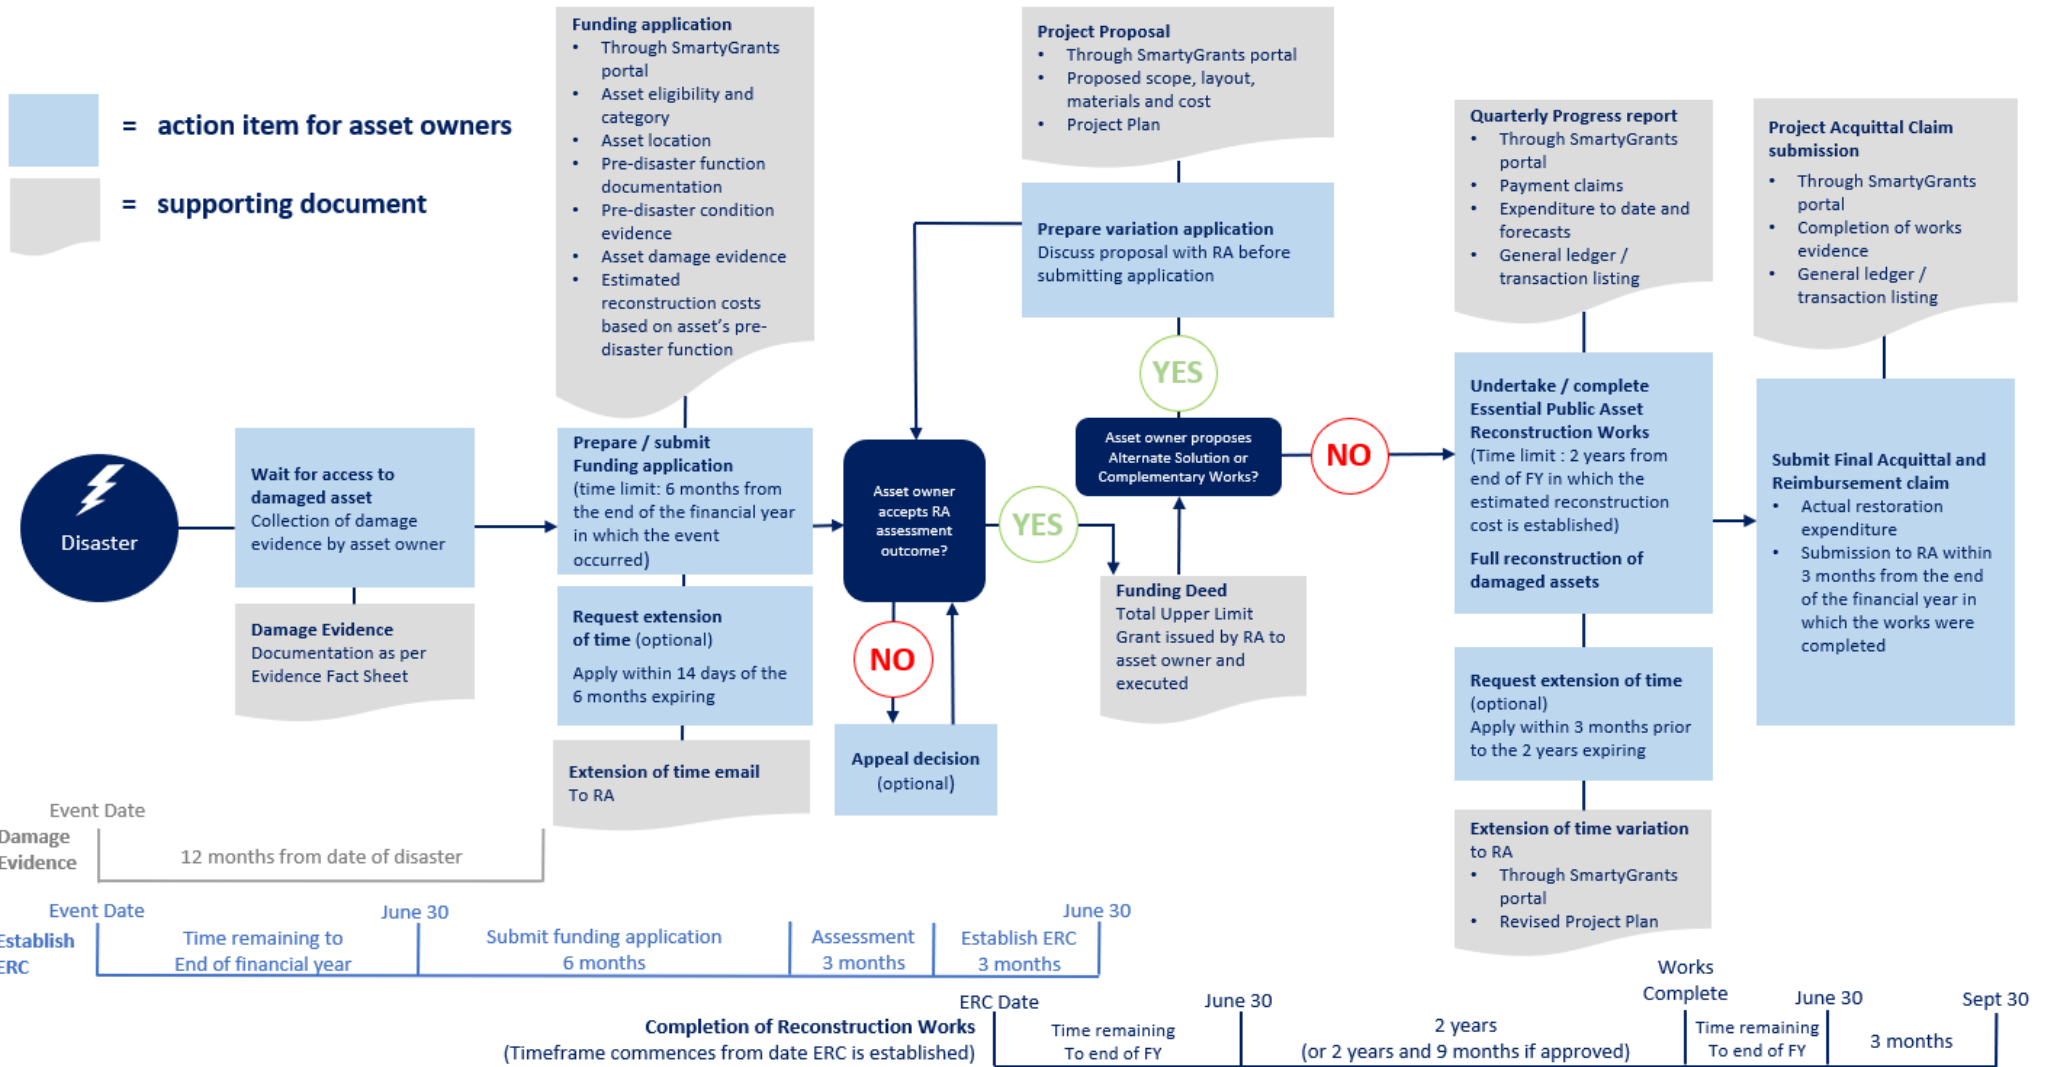 = action item for asset owners
= supporting document
Disaster
Wait for access to
damaged asset
Collection of damage
evidence by asset owner
Damage Evidence
Documentation as per
Evidence Fact Sheet
Funding application
• Through SmartyGrants
portal
• Asset eligibility and
category
• Asset location
• Pre-disaster function
documentation
• Pre-disaster condition
evidence
• Asset damage evidence
• Estimated
reconstruction costs
based on asset's pre-
disaster function
Prepare / submit
Funding application
(time limit: 6 months from
the end of the financial year
in which the event
occurred)
Request extension
of time (optional)
Apply within 14 days of the
6 months expiring
Extension of time email
To RA
Asset owner
accepts RA
assessment
outcome?
NO
Appeal decision
(optional)
YES
Funding Deed
Total Upper Limit
Grant issued by RA to
asset owner and
executed
Asset owner proposes
Alternate Solution or
Complementary Works?
YES
Prepare variation application
Discuss proposal with RA before
submitting application
Project Proposal
• Through SmartyGrants portal
• Proposed scope, layout,
materials and cost
• Project Plan
NO
Quarterly Progress report
• Through SmartyGrants
portal
• Payment claims
• Expenditure to date and
forecasts
• General ledger /
transaction listing
Undertake / complete
Essential Public Asset
Reconstruction Works
(Time limit : 2 years from
end of FY in which the
estimated reconstruction
cost is established)
Full reconstruction of
damaged assets
Request extension of time
(optional)
Apply within 3 months prior
to the 2 years expiring
Extension of time variation
to RA
• Through SmartyGrants
portal
• Revised Project Plan
Project Acquittal Claim
submission
• Through SmartyGrants
portal
• Completion of works
evidence
• General ledger /
transaction listing
Submit Final Acquittal and
Reimbursement claim
• Actual restoration
expenditure
• Submission to RA within
3 months from the end
of the financial year in
which the works were
completed
Event Date
Damage
Evidence
12 months from date of disaster
Event Date
June 30
June 30
Establish
ERC
Time remaining to
End of financial year
Submit funding application
6 months
Assessment
3 months
Establish ERC
3 months
Completion of Reconstruction Works
(Timeframe commences from date ERC is established)
ERC Date
June 30
Works
Complete
June 30
Sept 30
Time remaining
To end of FY
2 years
(or 2 years and 9 months if approved)
Time remaining
To end of FY
3 months